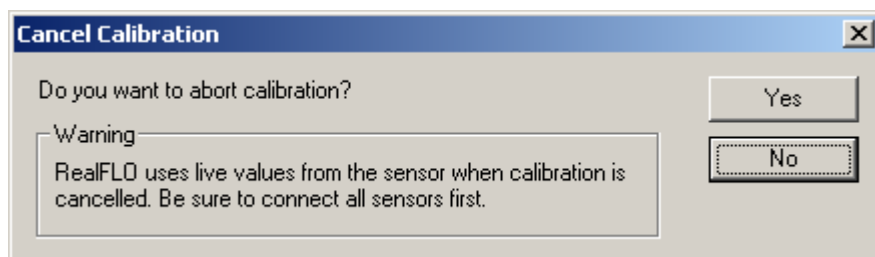 Cancel Calibration
Do you want to abort calibration?
Yes
Warning
No
RealFLO uses live values from the sensor when calibration is
cancelled. Be sure to connect all sensors first.